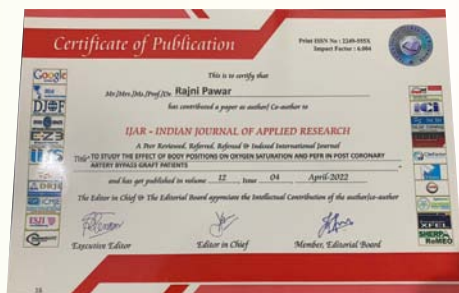 Certificate of Publication
Print ISSN No : 2249-555X
Impact Factor : 6.004
This is to certify that
Mr./Mrs./Ms./Prof./Dr. Rajni Pawar
has contributed a paper as author/ Co-author to
IJAR - INDIAN JOURNAL OF APPLIED RESEARCH
A Peer Reviewed, Referred, Refereed & Indexed International Journal
Title "TO STUDY THE EFFECT OF BODY POSITIONS ON OXYGEN SATURATION AND PEFR IN POST CORONARY
ARTERY BYPASS GRAFT PATIENTS
and has got published in volume 12 , Issue 04 , April-2022
The Editor in Chief & The Editorial Board appreciate the Intellectual Contribution of the author/co-author
Executive Editor
Editor in Chief
Member, Editorial Board
Google
DJOF